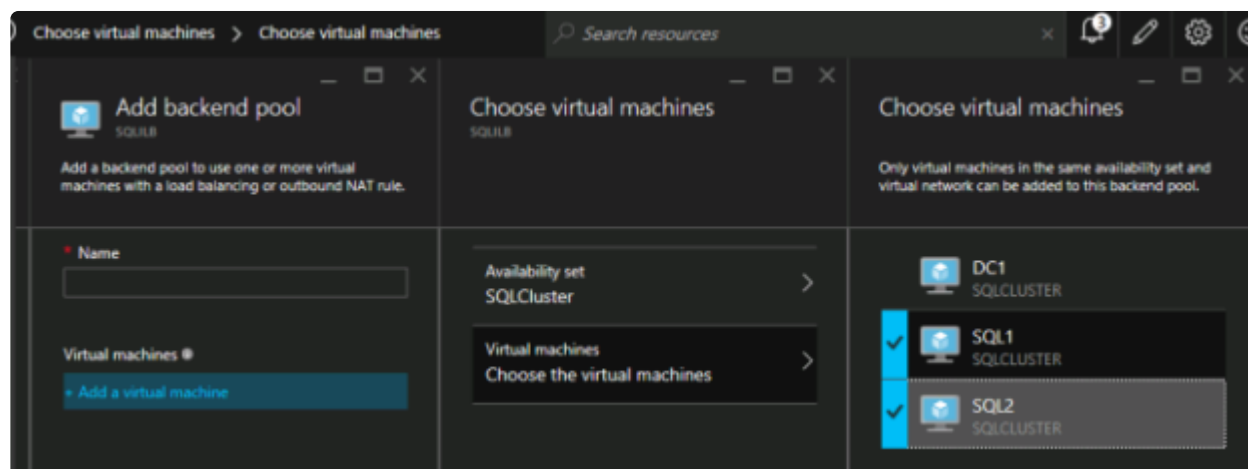 Choose virtual machines > Choose virtual machines
Search resources
3
Add backend pool
SQLILB
Add a backend pool to use one or more virtual
machines with a load balancing or outbound NAT rule.
* Name
Virtual machines
+ Add a virtual machine
Choose virtual machines
SQLILB
Availability set
SQLCluster
Virtual machines
Choose the virtual machines
Choose virtual machines
Only virtual machines in the same availability set and
virtual network can be added to this backend pool.
DC1
SQLCLUSTER
SQL1
SQLCLUSTER
SQL2
SQLCLUSTER